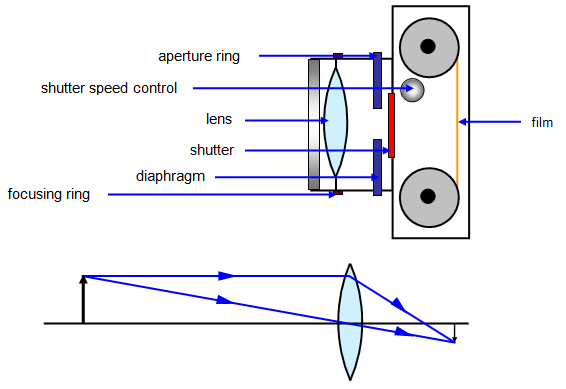 aperture ring
shutter speed control
lens
film
shutter
diaphragm
focusing ring